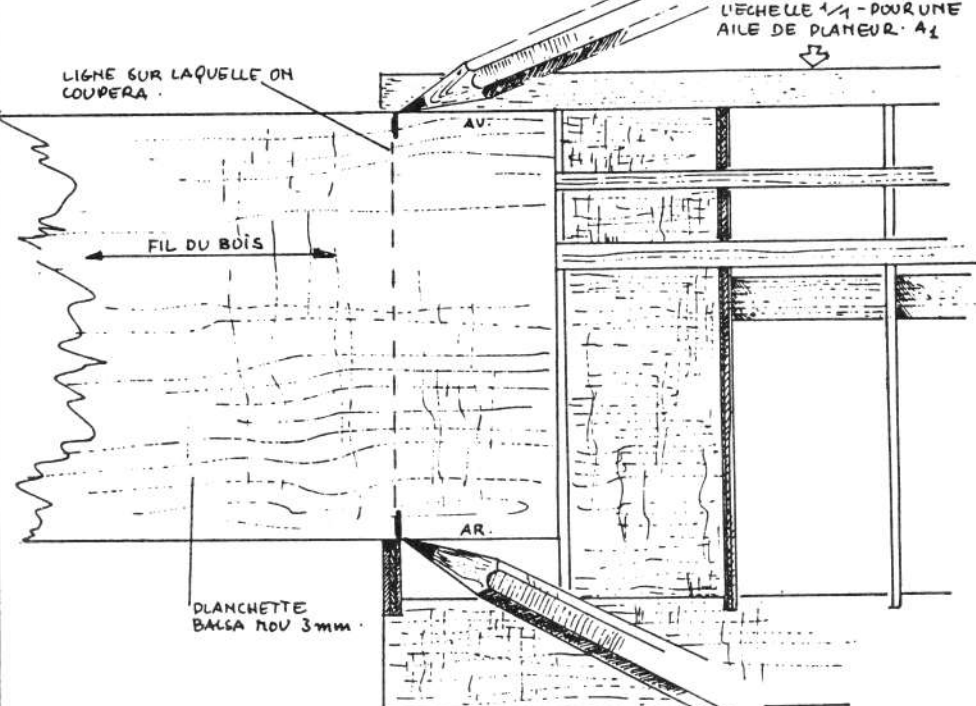 L'ECHELLE 1/1 - POUR UNE
AILE DE PLANEUR. A1
LIGNE SUR LAQUELLE ON
COUPERA.
AV.
FIL DU BOIS
AR.
PLANCHETTE
BALSA MOU 3mm.